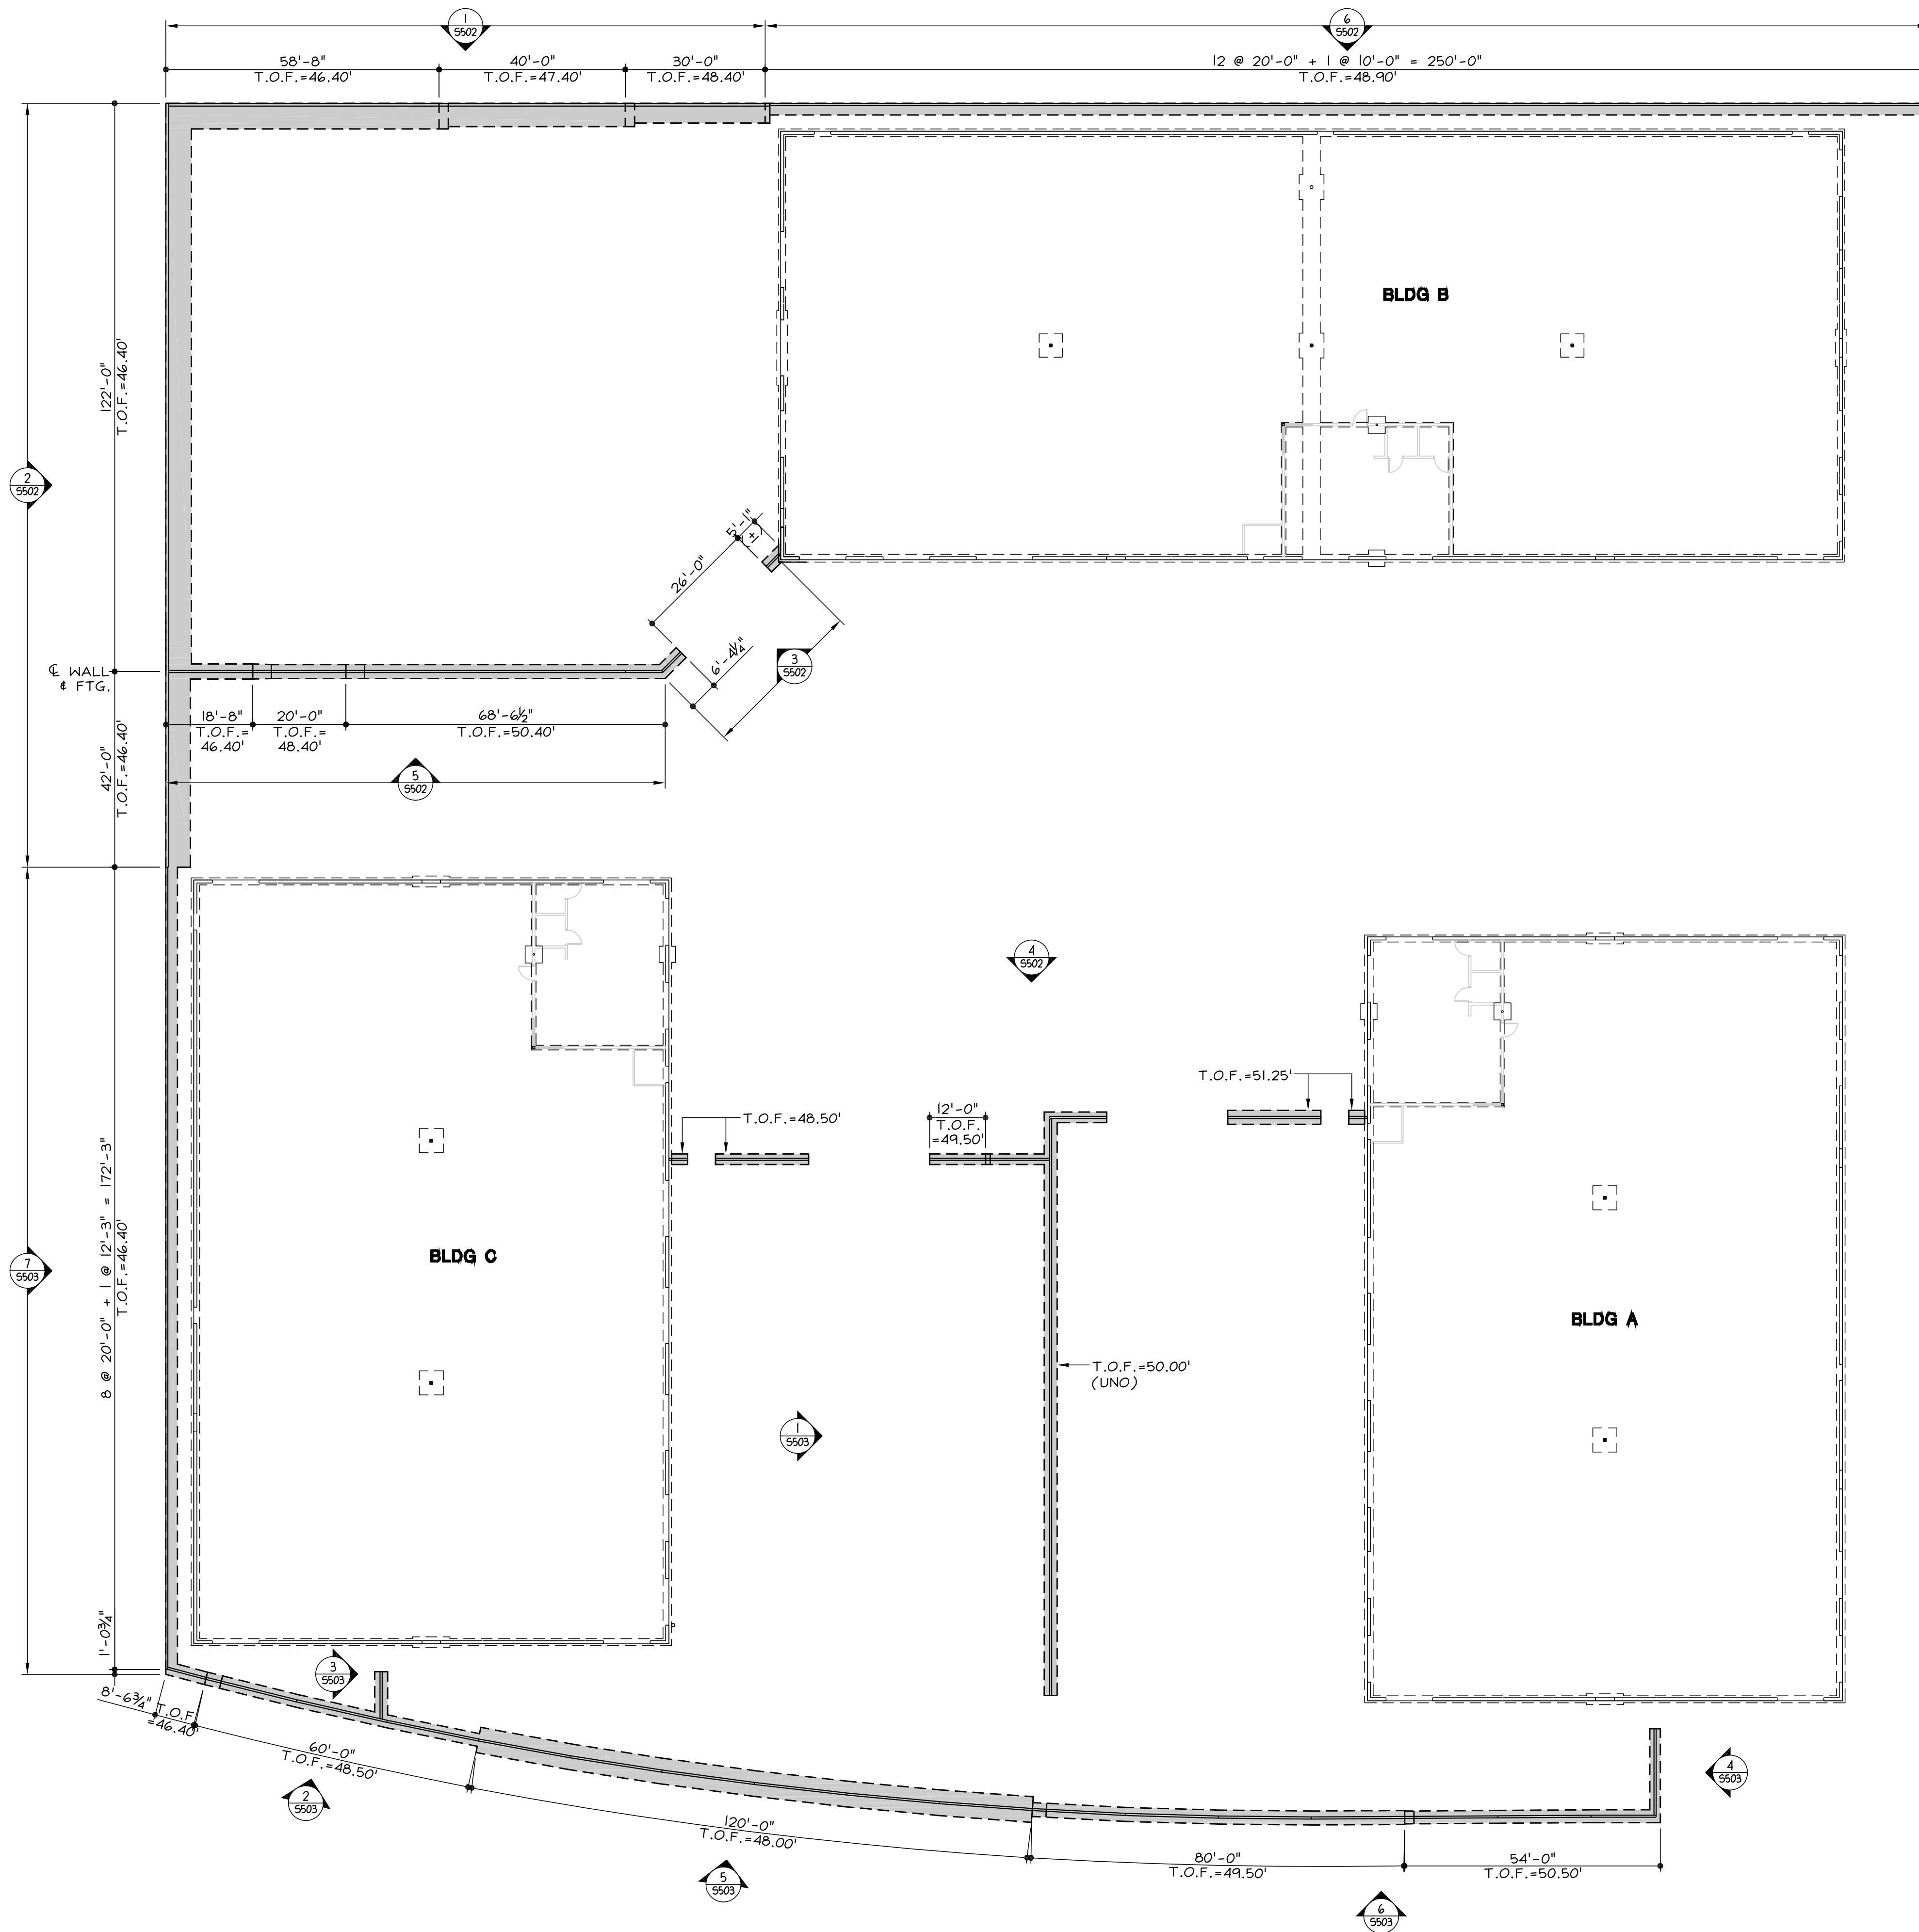 1
S502
6
S502
58'-8"
T.O.F.=46.40'
40'-0"
T.O.F.=47.40'
30'-0"
T.O.F.=48.40'
12 @ 20'-0" + 1 @ 10'-0" = 250'-0"
T.O.F.=48.90'
BLDG B
122'-0"
T.O.F.=46.40'
2
S502
5'-1"
(±)
26'-0"
6'-4¼"
3
S502
℄ WALL
& FTG.
18'-8"
T.O.F.=
46.40'
20'-0"
T.O.F.=
48.40'
68'-6½"
T.O.F.=50.40'
42'-0"
T.O.F.=46.40'
5
S502
4
S502
T.O.F.=51.25'
T.O.F.=48.50'
12'-0"
T.O.F.
=49.50'
8 @ 20'-0" + 1 @ 12'-3" = 172'-3"
T.O.F.=46.40'
7
S503
BLDG C
BLDG A
T.O.F.=50.00'
(UNO)
1
S503
1'-0¾"
3
S503
8'-6¾"
T.O.F
=46.40'
60'-0"
T.O.F.=48.50'
2
S503
4
S503
120'-0"
T.O.F.=48.00'
5
S503
80'-0"
T.O.F.=49.50'
54'-0"
T.O.F.=50.50'
6
S503